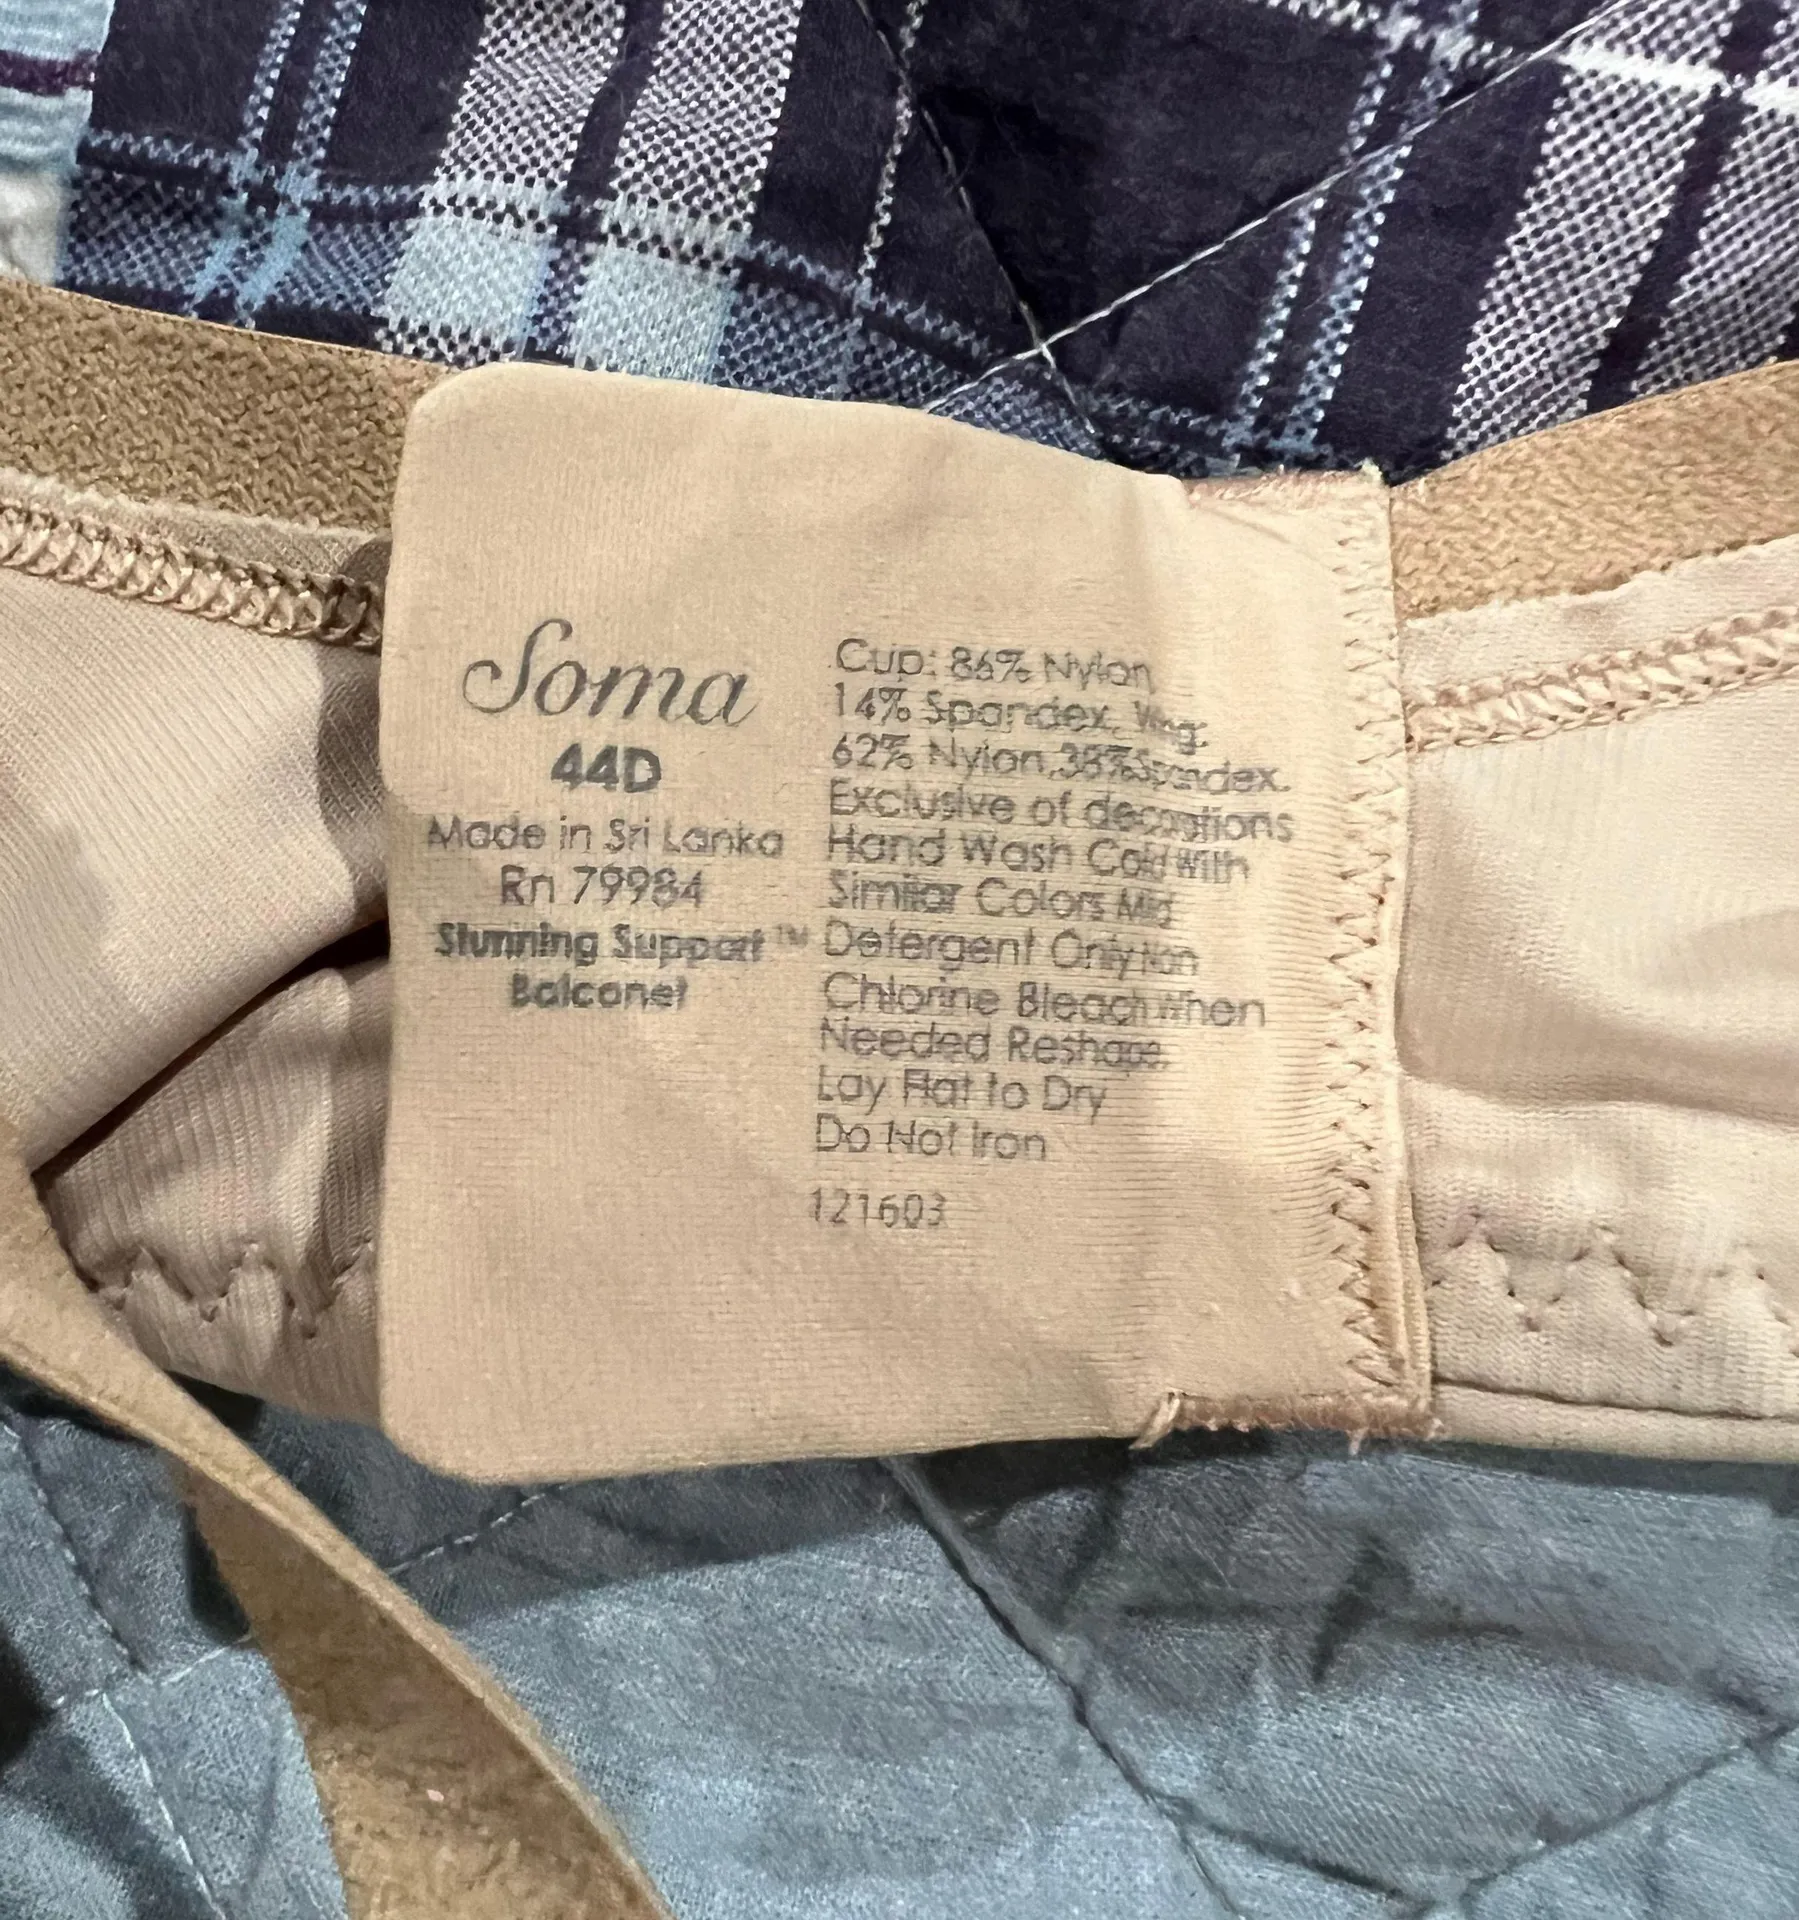 Soma
44D
Made in Sri Lanka
Rn 79984
Stunning Support™
Balconet
Cup: 86% Nylon
14% Spandex, Wing:
62% Nylon,38%Spandex.
Exclusive of decorations
Hand Wash Cold With
Similar Colors Mild
Detergent Only Non
Chlorine Bleach When
Needed Reshape
Lay Flat to Dry
Do Not Iron
121603